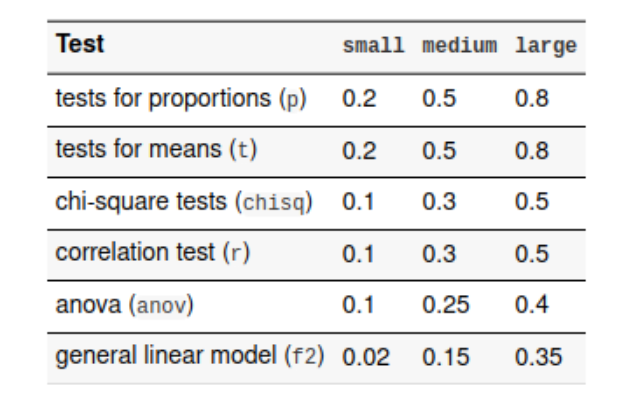 Test small medium large
tests for proportions (p) 0.2 0.5 0.8
tests for means (t) 0.2 0.5 0.8
chi-square tests (chisq) 0.1 0.3 0.5
correlation test (r) 0.1 0.3 0.5
anova (anov) 0.1 0.25 0.4
general linear model (f2) 0.02 0.15 0.35